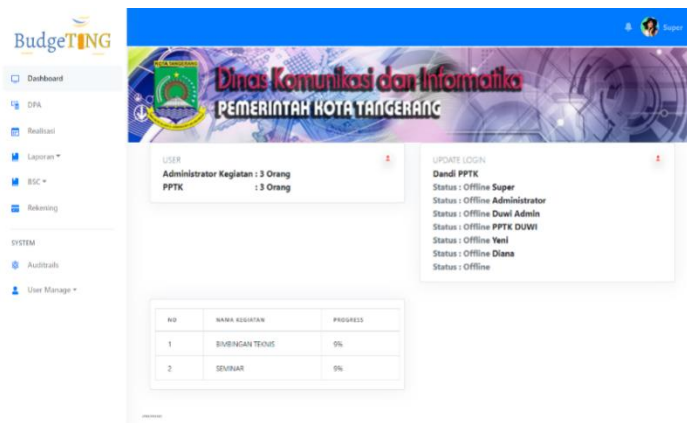 BudgeTING
Super
Dashboard
DPA
Realisasi
Laporan
BSC
Rekening
SYSTEM
Audittrails
User Manage
KOTA TANGERANG
Dinas Komunikasi dan Informatika
PEMERINTAH KOTA TANGERANG
USER
Administrator Kegiatan : 3 Orang
PPTK : 3 Orang
UPDATE LOGIN
Dandi PPTK
Status : Offline Super
Status : Offline Administrator
Status : Offline Duwi Admin
Status : Offline PPTK DUWI
Status : Offline Yeni
Status : Offline Diana
Status : Offline
NO NAMA KEGIATAN PROGRESS
1 BIMBINGAN TEKNIS 9%
2 SEMINAR 9%